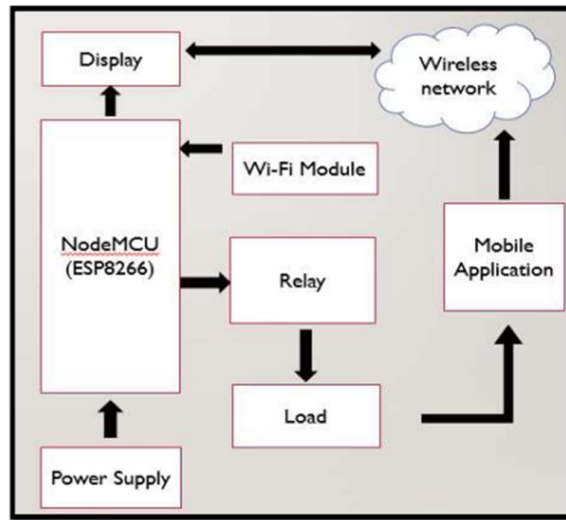 Display
Wireless
network
Wi-Fi Module
NodeMCU
(ESP8266)
Relay
Mobile
Application
Load
Power Supply